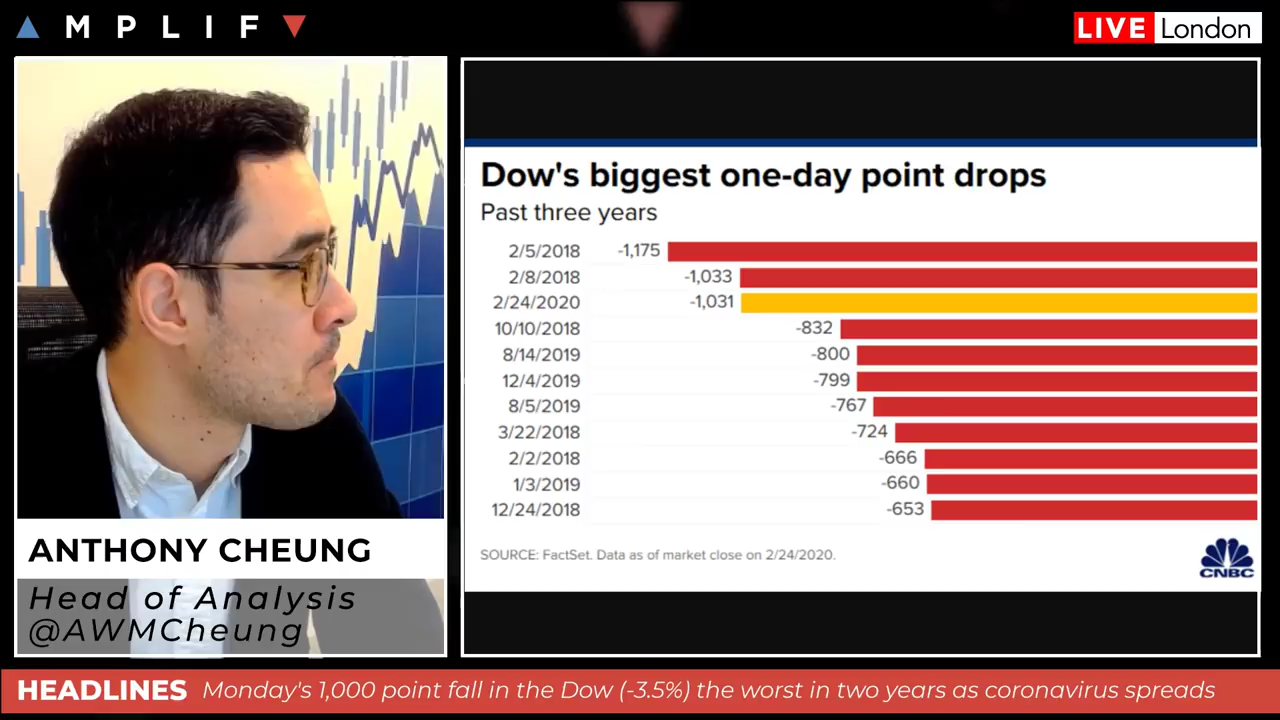 MPLIF
LIVE London
Dow's biggest one-day point drops
Past three years
2/5/2018 -1,175
2/8/2018 -1,033
2/24/2020 -1,031
10/10/2018 -832
8/14/2019 -800
12/4/2019 -799
8/5/2019 -767
3/22/2018 -724
2/2/2018 -666
1/3/2019 -660
12/24/2018 -653
SOURCE: FactSet. Data as of market close on 2/24/2020.
CNBC
ANTHONY CHEUNG
Head of Analysis
@AWMCheung
HEADLINES Monday's 1,000 point fall in the Dow (-3.5%) the worst in two years as coronavirus spreads